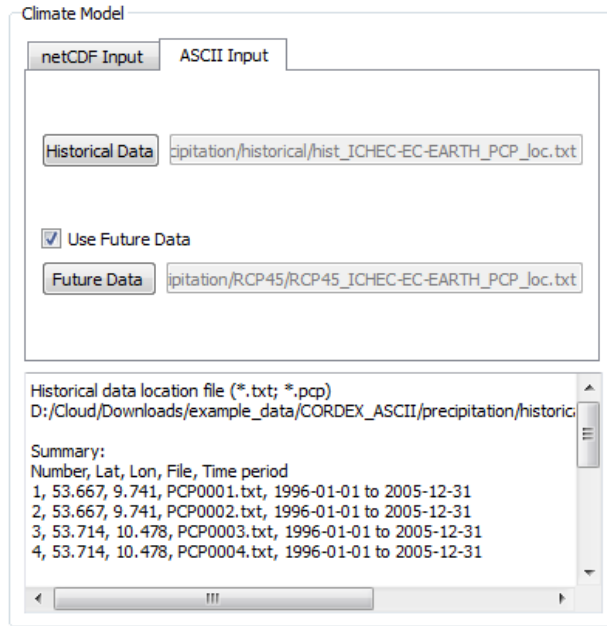 Climate Model
netCDF Input
ASCII Input
Historical Data
cipitation/historical/hist_ICHEC-EC-EARTH_PCP_loc.txt
Use Future Data
Future Data
ipitation/RCP45/RCP45_ICHEC-EC-EARTH_PCP_loc.txt
Historical data location file (*.txt; *.pcp)
D:/Cloud/Downloads/example_data/CORDEX_ASCII/precipitation/historica
Summary:
Number, Lat, Lon, File, Time period
1, 53.667, 9.741, PCP0001.txt, 1996-01-01 to 2005-12-31
2, 53.667, 9.741, PCP0002.txt, 1996-01-01 to 2005-12-31
3, 53.714, 10.478, PCP0003.txt, 1996-01-01 to 2005-12-31
4, 53.714, 10.478, PCP0004.txt, 1996-01-01 to 2005-12-31